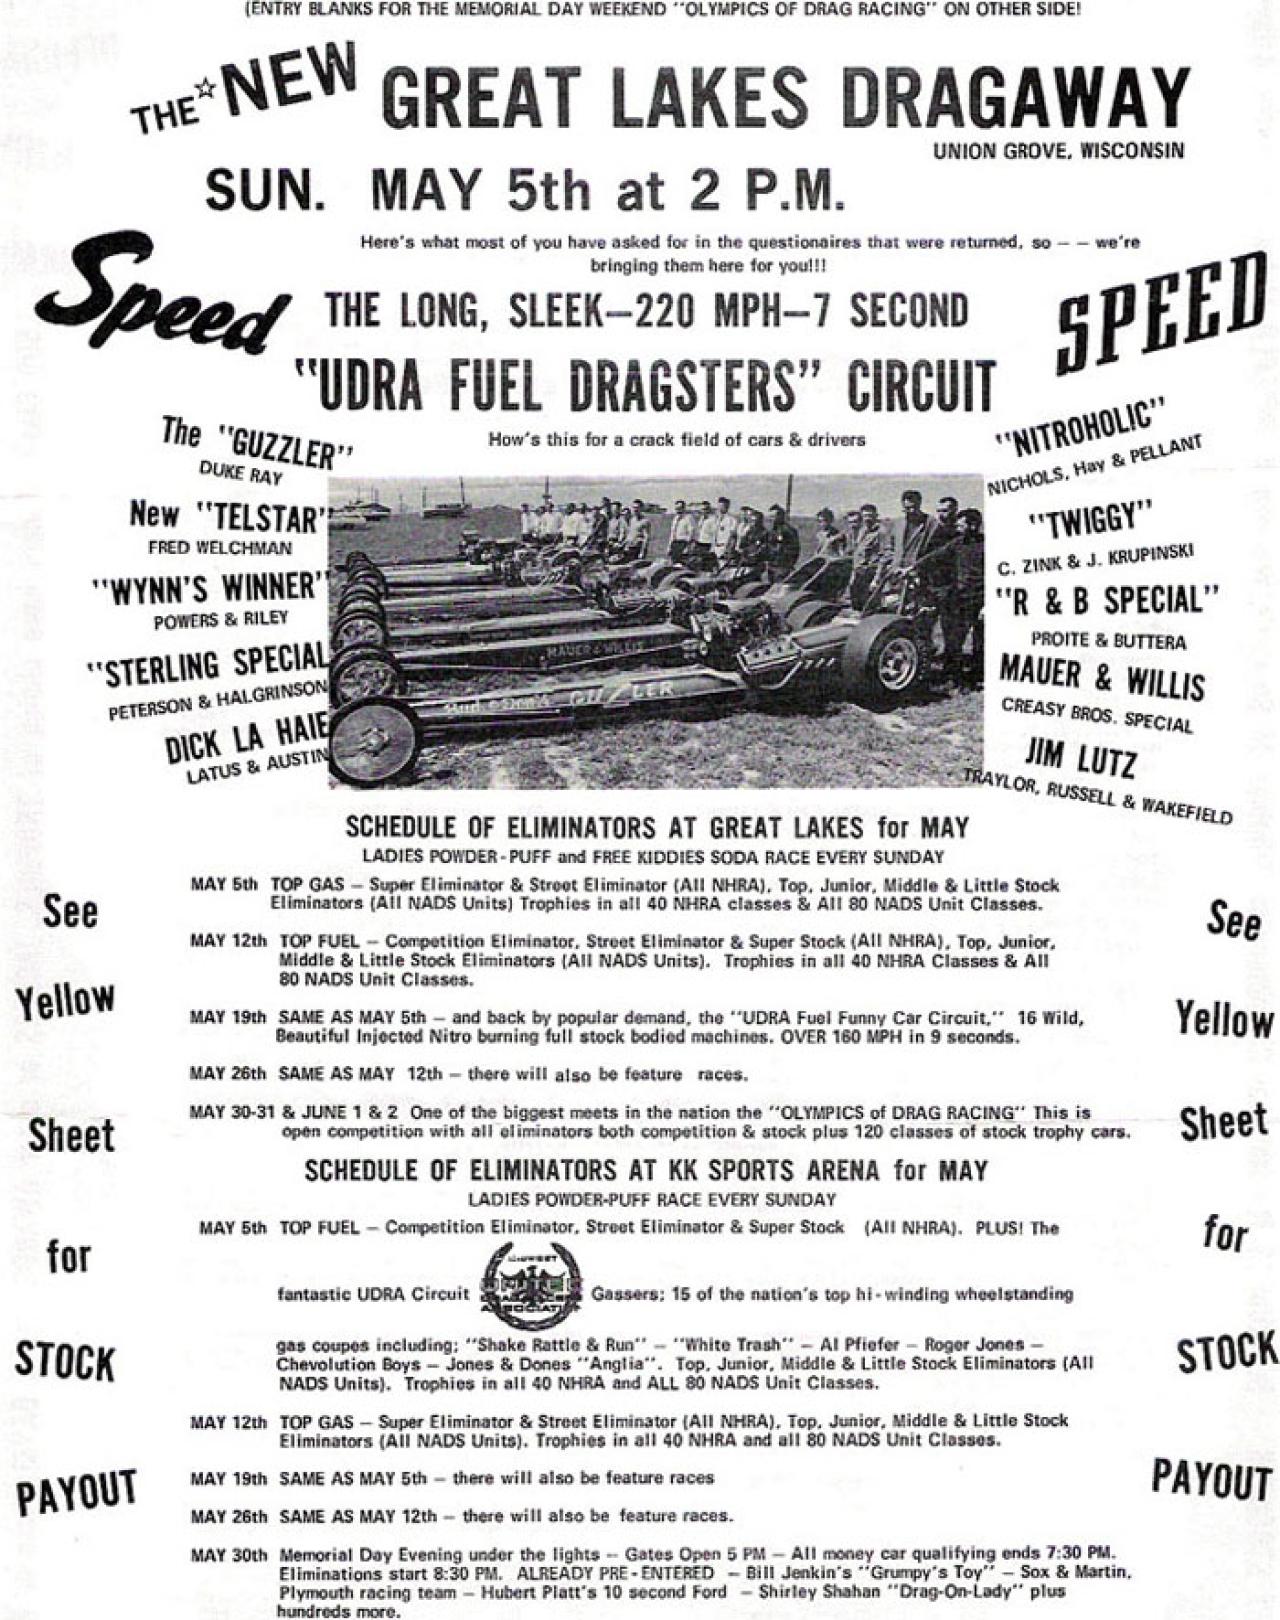 (ENTRY BLANKS FOR THE MEMORIAL DAY WEEKEND "OLYMPICS OF DRAG RACING" ON OTHER SIDE!
THE ☆ NEW GREAT LAKES DRAGAWAY
UNION GROVE, WISCONSIN
SUN. MAY 5th at 2 P.M.
Here's what most of you have asked for in the questionaires that were returned, so – – we're
bringing them here for you!!!
Speed
SPEED
THE LONG, SLEEK—220 MPH—7 SECOND
"UDRA FUEL DRAGSTERS" CIRCUIT
How's this for a crack field of cars & drivers
The "GUZZLER"
DUKE RAY
New "TELSTAR"
FRED WELCHMAN
"WYNN'S WINNER"
POWERS & RILEY
"STERLING SPECIAL
PETERSON & HALGRINSON
DICK LA HAIE
LATUS & AUSTIN
MAUER & WILLIS
GUZZLER
"NITROHOLIC"
NICHOLS, Hay & PELLANT
"TWIGGY"
C. ZINK & J. KRUPINSKI
"R & B SPECIAL"
PROITE & BUTTERA
MAUER & WILLIS
CREASY BROS. SPECIAL
JIM LUTZ
TRAYLOR, RUSSELL & WAKEFIELD
SCHEDULE OF ELIMINATORS AT GREAT LAKES for MAY
LADIES POWDER-PUFF and FREE KIDDIES SODA RACE EVERY SUNDAY
MAY 5th TOP GAS – Super Eliminator & Street Eliminator (All NHRA), Top, Junior, Middle & Little Stock
Eliminators (All NADS Units) Trophies in all 40 NHRA classes & All 80 NADS Unit Classes.
MAY 12th TOP FUEL – Competition Eliminator, Street Eliminator & Super Stock (All NHRA), Top, Junior,
Middle & Little Stock Eliminators (All NADS Units). Trophies in all 40 NHRA Classes & All
80 NADS Unit Classes.
MAY 19th SAME AS MAY 5th – and back by popular demand, the "UDRA Fuel Funny Car Circuit," 16 Wild,
Beautiful Injected Nitro burning full stock bodied machines. OVER 160 MPH in 9 seconds.
MAY 26th SAME AS MAY 12th – there will also be feature races.
MAY 30-31 & JUNE 1 & 2 One of the biggest meets in the nation the "OLYMPICS of DRAG RACING" This is
open competition with all eliminators both competition & stock plus 120 classes of stock trophy cars.
SCHEDULE OF ELIMINATORS AT KK SPORTS ARENA for MAY
LADIES POWDER-PUFF RACE EVERY SUNDAY
MAY 5th TOP FUEL – Competition Eliminator, Street Eliminator & Super Stock (All NHRA). PLUS! The
fantastic UDRA Circuit Gassers; 15 of the nation's top hi-winding wheelstanding
gas coupes including; "Shake Rattle & Run" – "White Trash" – Al Pfiefer – Roger Jones –
Chevolution Boys – Jones & Dones "Anglia". Top, Junior, Middle & Little Stock Eliminators (All
NADS Units). Trophies in all 40 NHRA and ALL 80 NADS Unit Classes.
MAY 12th TOP GAS – Super Eliminator & Street Eliminator (All NHRA), Top, Junior, Middle & Little Stock
Eliminators (All NADS Units). Trophies in all 40 NHRA and all 80 NADS Unit Classes.
MAY 19th SAME AS MAY 5th – there will also be feature races
MAY 26th SAME AS MAY 12th – there will also be feature races.
MAY 30th Memorial Day Evening under the lights – Gates Open 5 PM – All money car qualifying ends 7:30 PM.
Eliminations start 8:30 PM. ALREADY PRE-ENTERED – Bill Jenkin's "Grumpy's Toy" – Sox & Martin,
Plymouth racing team – Hubert Platt's 10 second Ford – Shirley Shahan "Drag-On-Lady" plus
hundreds more.
See
Yellow
Sheet
for
STOCK
PAYOUT
See
Yellow
Sheet
for
STOCK
PAYOUT